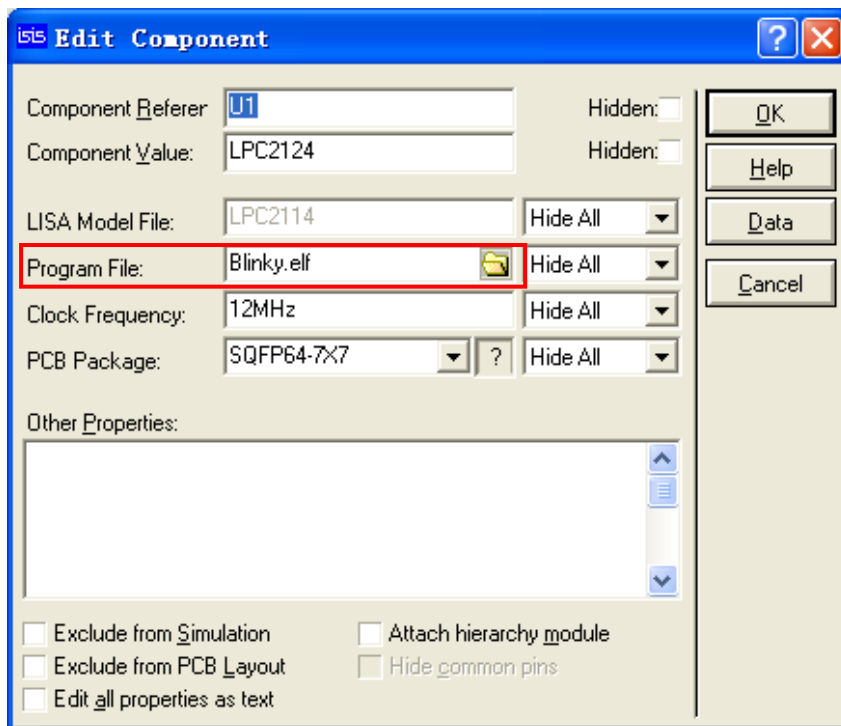 isis Edit Component ?
Component Referer U1 Hidden: OK
Component Value: LPC2124 Hidden:
Help
LISA Model File: LPC2114 Hide All Data
Program File: Blinky.elf Hide All
Cancel
Clock Frequency: 12MHz Hide All
PCB Package: SQFP64-7X7 ? Hide All
Other Properties:
Exclude from Simulation Attach hierarchy module
Exclude from PCB Layout Hide common pins
Edit all properties as text